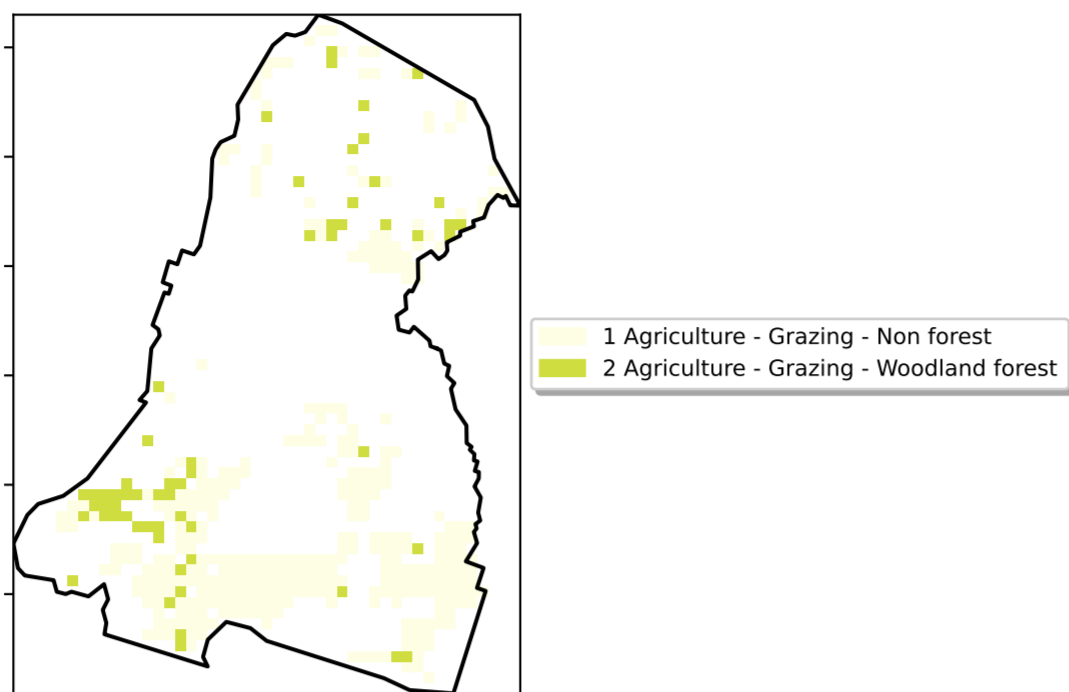 1 Agriculture - Grazing - Non forest
2 Agriculture - Grazing - Woodland forest